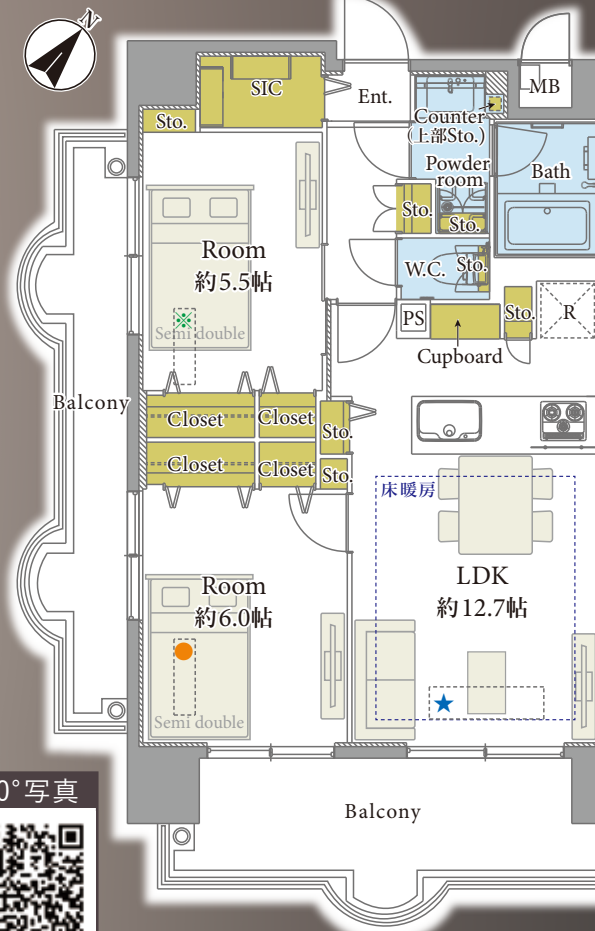 N
SIC
Ent.
MB
Sto.
Counter
(上部Sto.)
Powder
room
Bath
Sto.
Sto.
Room
約5.5帖
W.C.
Sto.
Semi double
PS
Sto.
R
Cupboard
Balcony
Closet
Closet
Sto.
Closet
Closet
Sto.
床暖房
LDK
約12.7帖
Room
約6.0帖
Semi double
0°写真
Balcony